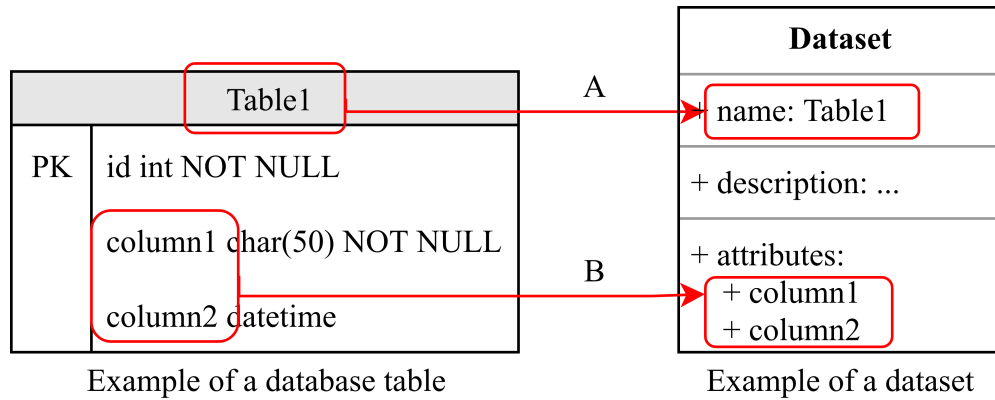 Table1
PK id int NOT NULL
column1 char(50) NOT NULL
column2 datetime
Example of a database table
A
B
Dataset
+ name: Table1
+ description: ...
+ attributes:
+ column1
+ column2
Example of a dataset